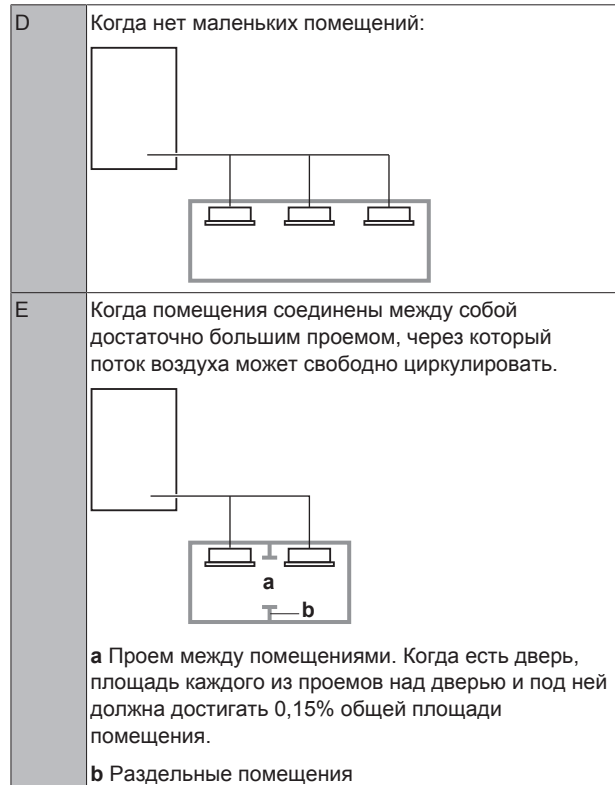 D
Когда нет маленьких помещений:
E
Когда помещения соединены между собой
достаточно большим проемом, через который
поток воздуха может свободно циркулировать.
a
b
a Проем между помещениями. Когда есть дверь,
площадь каждого из проемов над дверью и под ней
должна достигать 0,15% общей площади
помещения.
b Раздельные помещения